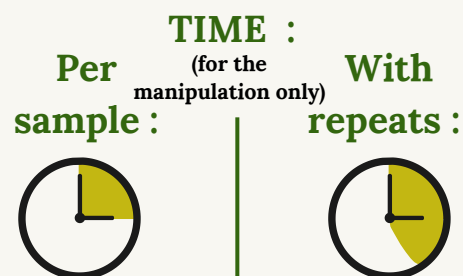 TIME :
(for the
manipulation only)
Per
sample :
With
repeats :